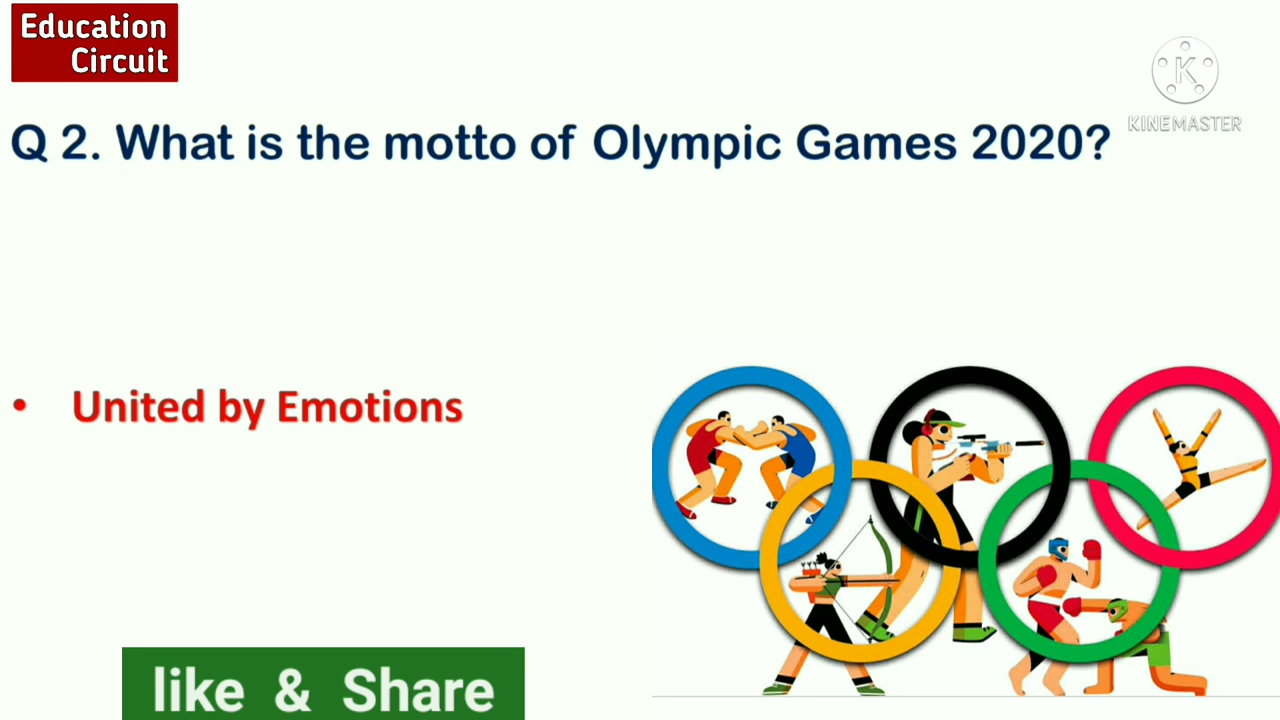 Education
Circuit
K
KINEMASTER
Q 2. What is the motto of Olympic Games 2020?
• United by Emotions
like & Share